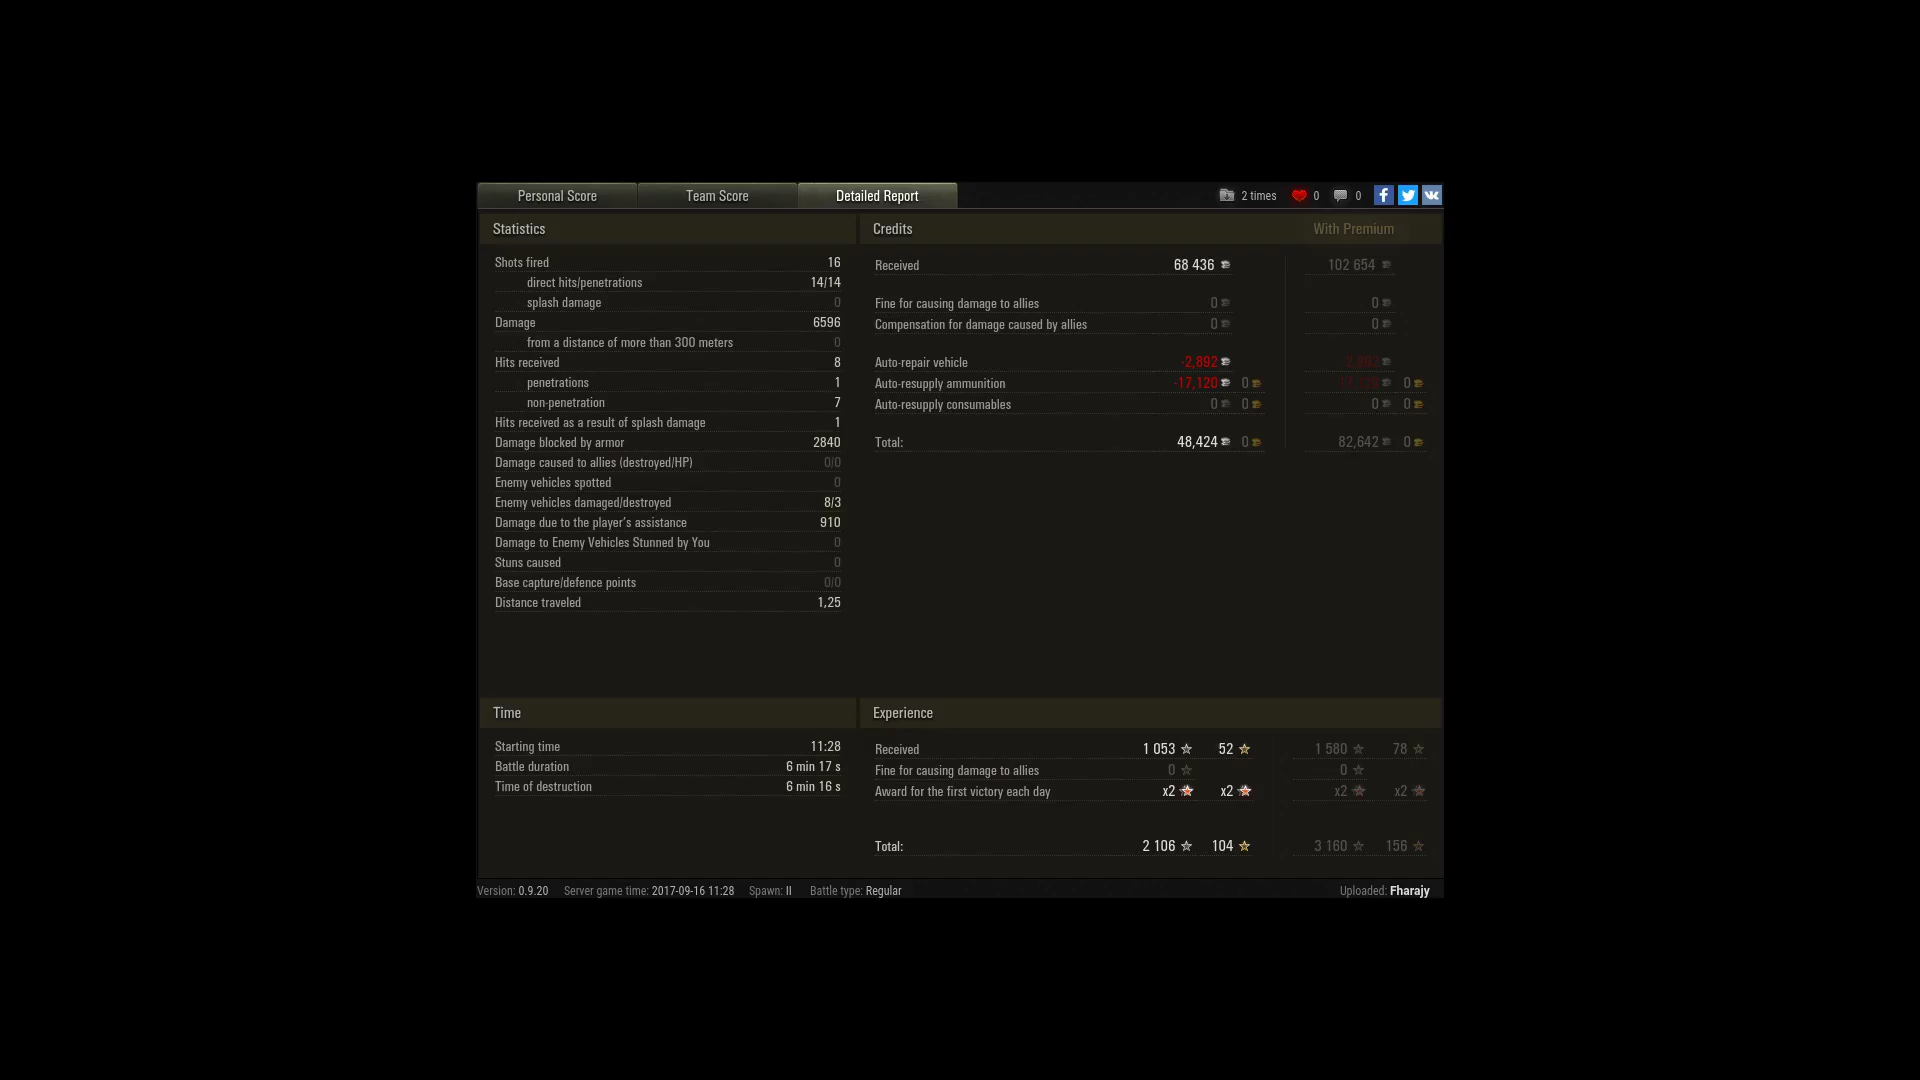 Personal Score Team Score Detailed Report 2 times 0 0
Statistics Credits With Premium
Shots fired 16
direct hits/penetrations 14/14
splash damage 0
Damage 6596
from a distance of more than 300 meters 0
Hits received 8
penetrations 1
non-penetration 7
Hits received as a result of splash damage 1
Damage blocked by armor 2840
Damage caused to allies (destroyed/HP) 0/0
Enemy vehicles spotted 0
Enemy vehicles damaged/destroyed 8/3
Damage due to the player's assistance 910
Damage to Enemy Vehicles Stunned by You 0
Stuns caused 0
Base capture/defence points 0/0
Distance traveled 1,25
Received 68 436 102 654
Fine for causing damage to allies 0 0
Compensation for damage caused by allies 0 0
Auto-repair vehicle -2,892 -2,892
Auto-resupply ammunition -17,120 0 -17,120 0
Auto-resupply consumables 0 0 0 0
Total: 48,424 0 82,642 0
Time Experience
Starting time 11:28
Battle duration 6 min 17 s
Time of destruction 6 min 16 s
Received 1 053 52 1 580 78
Fine for causing damage to allies 0 0
Award for the first victory each day x2 x2 x2 x2
Total: 2 106 104 3 160 156
Version: 0.9.20 Server game time: 2017-09-16 11:28 Spawn: II Battle type: Regular Uploaded: Fharajy